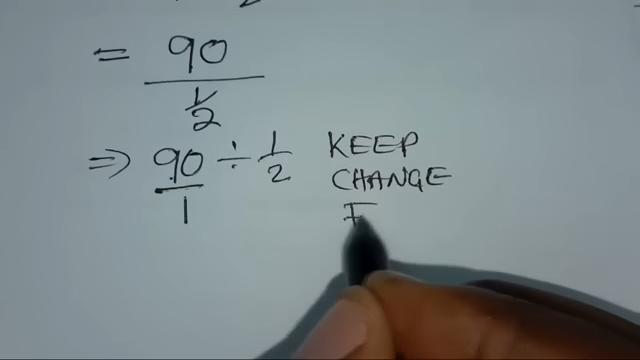 = 90
1/2
⇒ 90/1 ÷ 1/2 KEEP
CHANGE
F